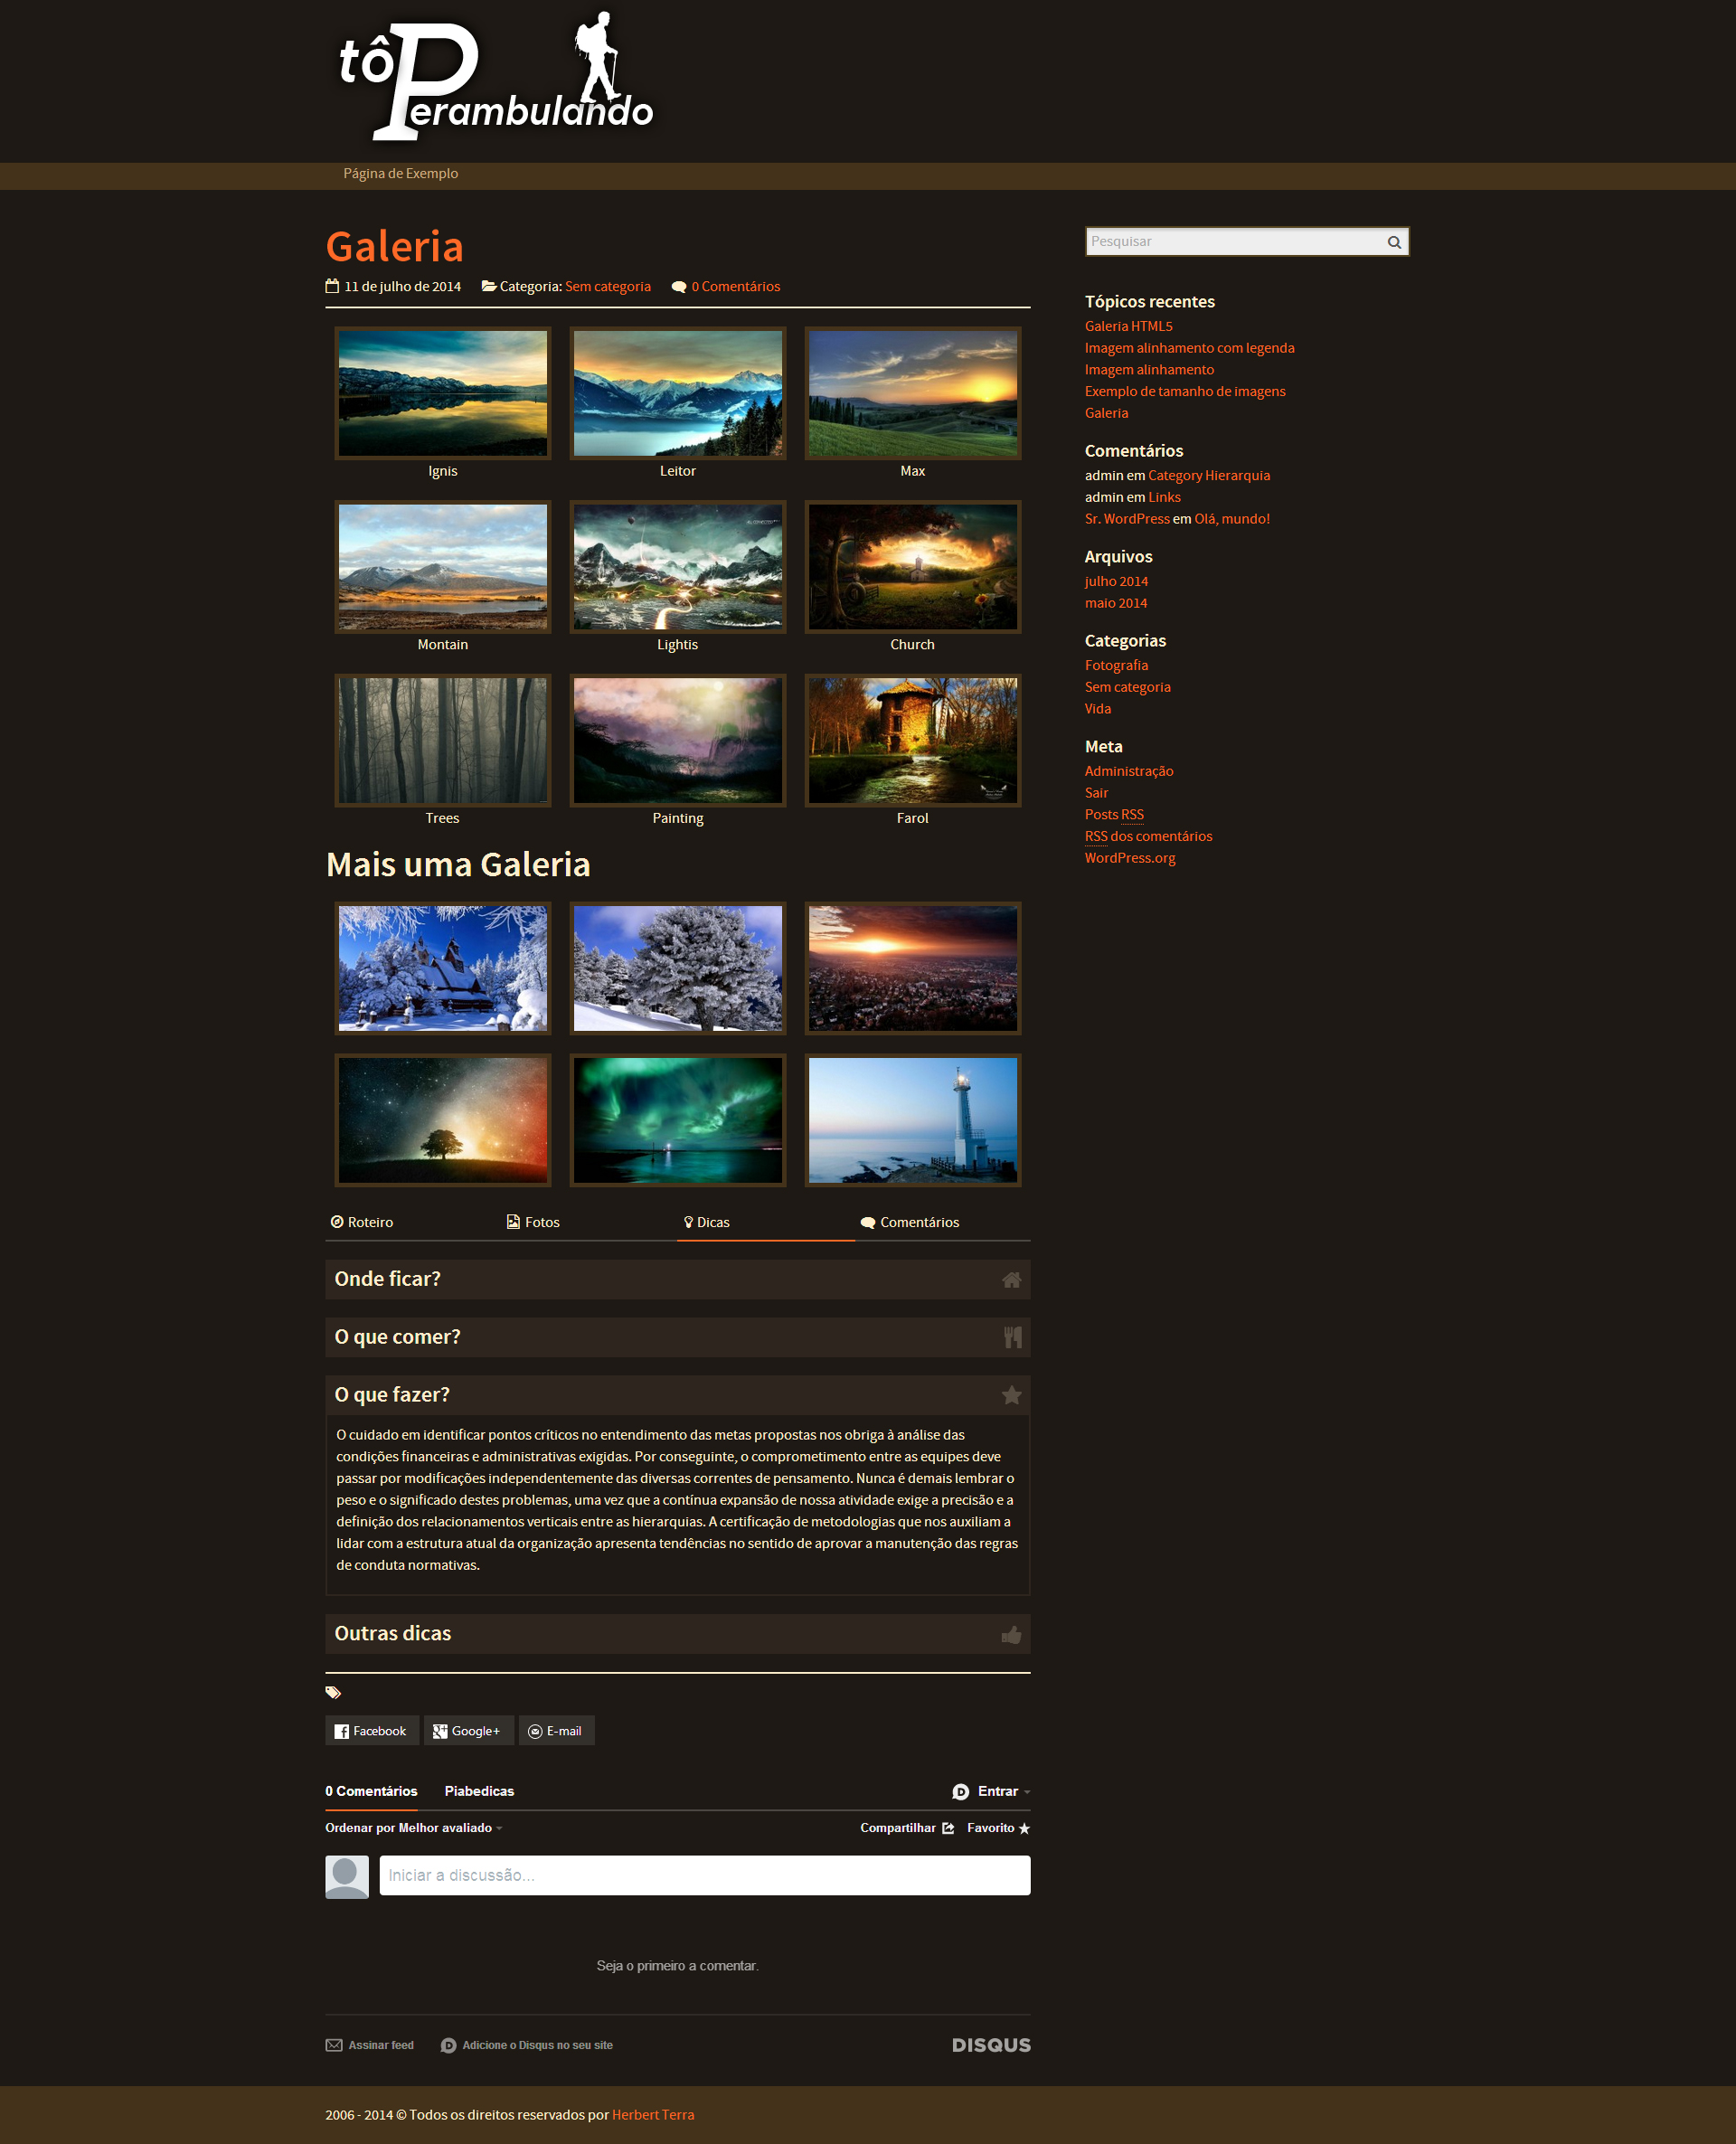 tô
Perambulando
Página de Exemplo
Galeria
11 de julho de 2014 Categoria: Sem categoria 0 Comentários
Ignis Leitor Max
Montain Lightis Church
Trees Painting Farol
Mais uma Galeria
Roteiro Fotos Dicas Comentários
Onde ficar?
O que comer?
O que fazer?
O cuidado em identificar pontos críticos no entendimento das metas propostas nos obriga à análise das
condições financeiras e administrativas exigidas. Por conseguinte, o comprometimento entre as equipes deve
passar por modificações independentemente das diversas correntes de pensamento. Nunca é demais lembrar o
peso e o significado destes problemas, uma vez que a contínua expansão de nossa atividade exige a precisão e a
definição dos relacionamentos verticais entre as hierarquias. A certificação de metodologias que nos auxiliam a
lidar com a estrutura atual da organização apresenta tendências no sentido de aprovar a manutenção das regras
de conduta normativas.
Outras dicas
Facebook Google+ E-mail
0 Comentários Piabedicas Entrar
Ordenar por Melhor avaliado Compartilhar Favorito
Iniciar a discussão...
Seja o primeiro a comentar.
Assinar feed Adicione o Disqus no seu site DISQUS
Pesquisar
Tópicos recentes
Galeria HTML5
Imagem alinhamento com legenda
Imagem alinhamento
Exemplo de tamanho de imagens
Galeria
Comentários
admin em Category Hierarquia
admin em Links
Sr. WordPress em Olá, mundo!
Arquivos
julho 2014
maio 2014
Categorias
Fotografia
Sem categoria
Vida
Meta
Administração
Sair
Posts RSS
RSS dos comentários
WordPress.org
2006 - 2014 © Todos os direitos reservados por Herbert Terra